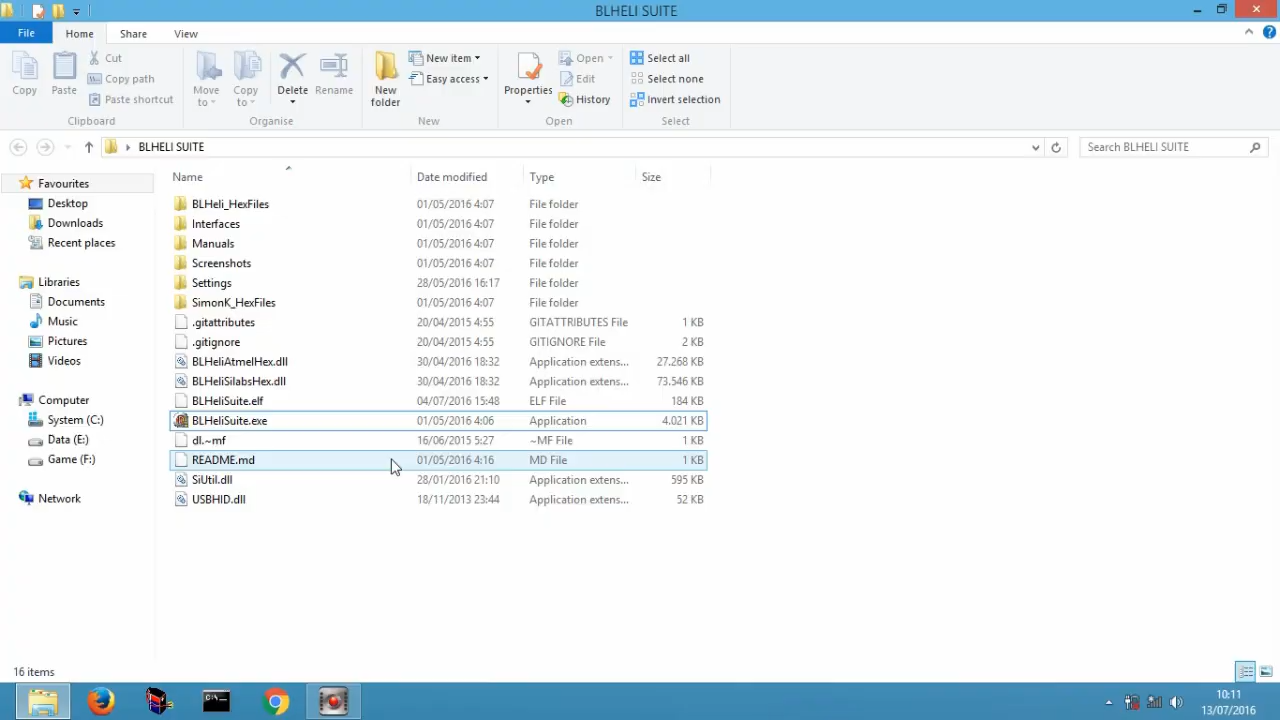 BLHELI SUITE
File Home Share View
Copy
Paste
Cut
Copy path
Paste shortcut
Clipboard
Move to
Copy to
Delete
Rename
Organise
New folder
New item
Easy access
New
Properties
Open
Edit
History
Open
Select all
Select none
Invert selection
Select
BLHELI SUITE
Search BLHELI SUITE
Favourites
Desktop
Downloads
Recent places
Libraries
Documents
Music
Pictures
Videos
Computer
System (C:)
Data (E:)
Game (F:)
Network
Name Date modified Type Size
BLHeli_HexFiles 01/05/2016 4:07 File folder
Interfaces 01/05/2016 4:07 File folder
Manuals 01/05/2016 4:07 File folder
Screenshots 01/05/2016 4:07 File folder
Settings 28/05/2016 16:17 File folder
SimonK_HexFiles 01/05/2016 4:07 File folder
.gitattributes 20/04/2015 4:55 GITATTRIBUTES File 1 KB
.gitignore 20/04/2015 4:55 GITIGNORE File 2 KB
BLHeliAtmelHex.dll 30/04/2016 18:32 Application extens... 27.268 KB
BLHeliSilabsHex.dll 30/04/2016 18:32 Application extens... 73.546 KB
BLHeliSuite.elf 04/07/2016 15:48 ELF File 184 KB
BLHeliSuite.exe 01/05/2016 4:06 Application 4.021 KB
dl.~mf 16/06/2015 5:27 ~MF File 1 KB
README.md 01/05/2016 4:16 MD File 1 KB
SiUtil.dll 28/01/2016 21:10 Application extens... 595 KB
USBHID.dll 18/11/2013 23:44 Application extens... 52 KB
16 items
10:11
13/07/2016